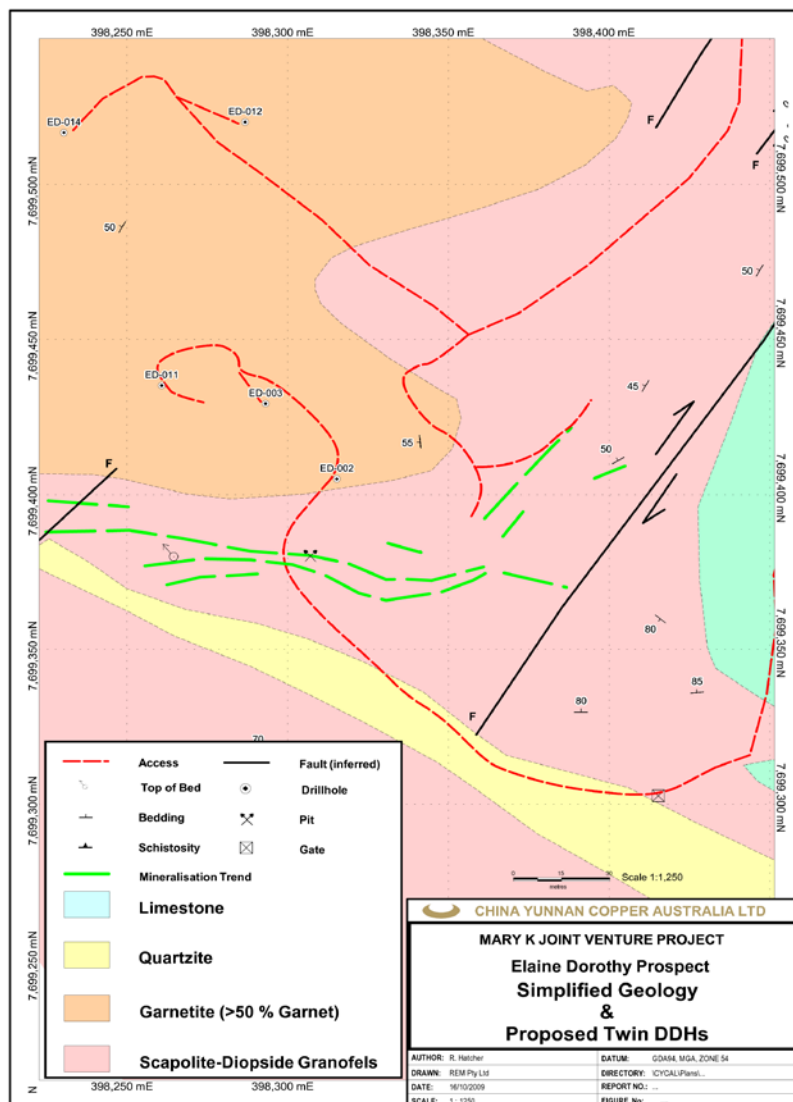 398,250 mE 398,300 mE 398,350 mE 398,400 mE
ED-014
ED-012
F
F
7,699,500 mN
7,699,500 mN
50
50
7,699,450 mN
7,699,450 mN
ED-011
ED-003
45
55
50
F
ED-002
7,699,400 mN
7,699,400 mN
7,699,350 mN
7,699,350 mN
80
85
80
F
70
7,699,300 mN
7,699,300 mN
Access
Fault (inferred)
Top of Bed
Drillhole
Bedding
Pit
Schistosity
Gate
Mineralisation Trend
Limestone
Quartzite
Garnetite (>50 % Garnet)
Scapolite-Diopside Granofels
0 15 30
metres
Scale 1:1,250
7,699,250 mN
N
398,250 mE 398,300 mE
CHINA YUNNAN COPPER AUSTRALIA LTD
MARY K JOINT VENTURE PROJECT
Elaine Dorothy Prospect
Simplified Geology
&
Proposed Twin DDHs
AUTHOR: R. Hatcher DATUM: GDA94, MGA, ZONE 54
DRAWN: REM Pty Ltd DIRECTORY: \CYCAL\Plans\...
DATE: 16/10/2009 REPORT NO.: ...
SCALE: 1 : 1250 FIGURE No: